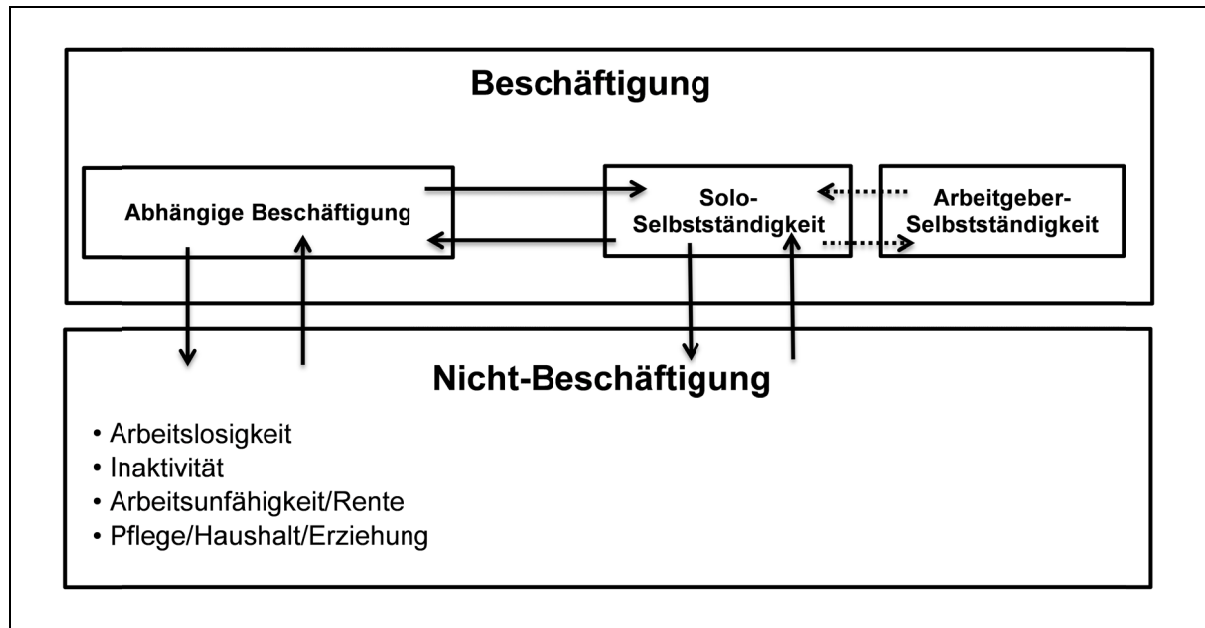 Beschäftigung
Abhängige Beschäftigung
Solo-
Selbstständigkeit
Arbeitgeber-
Selbstständigkeit
Nicht-Beschäftigung
• Arbeitslosigkeit
• Inaktivität
• Arbeitsunfähigkeit/Rente
• Pflege/Haushalt/Erziehung